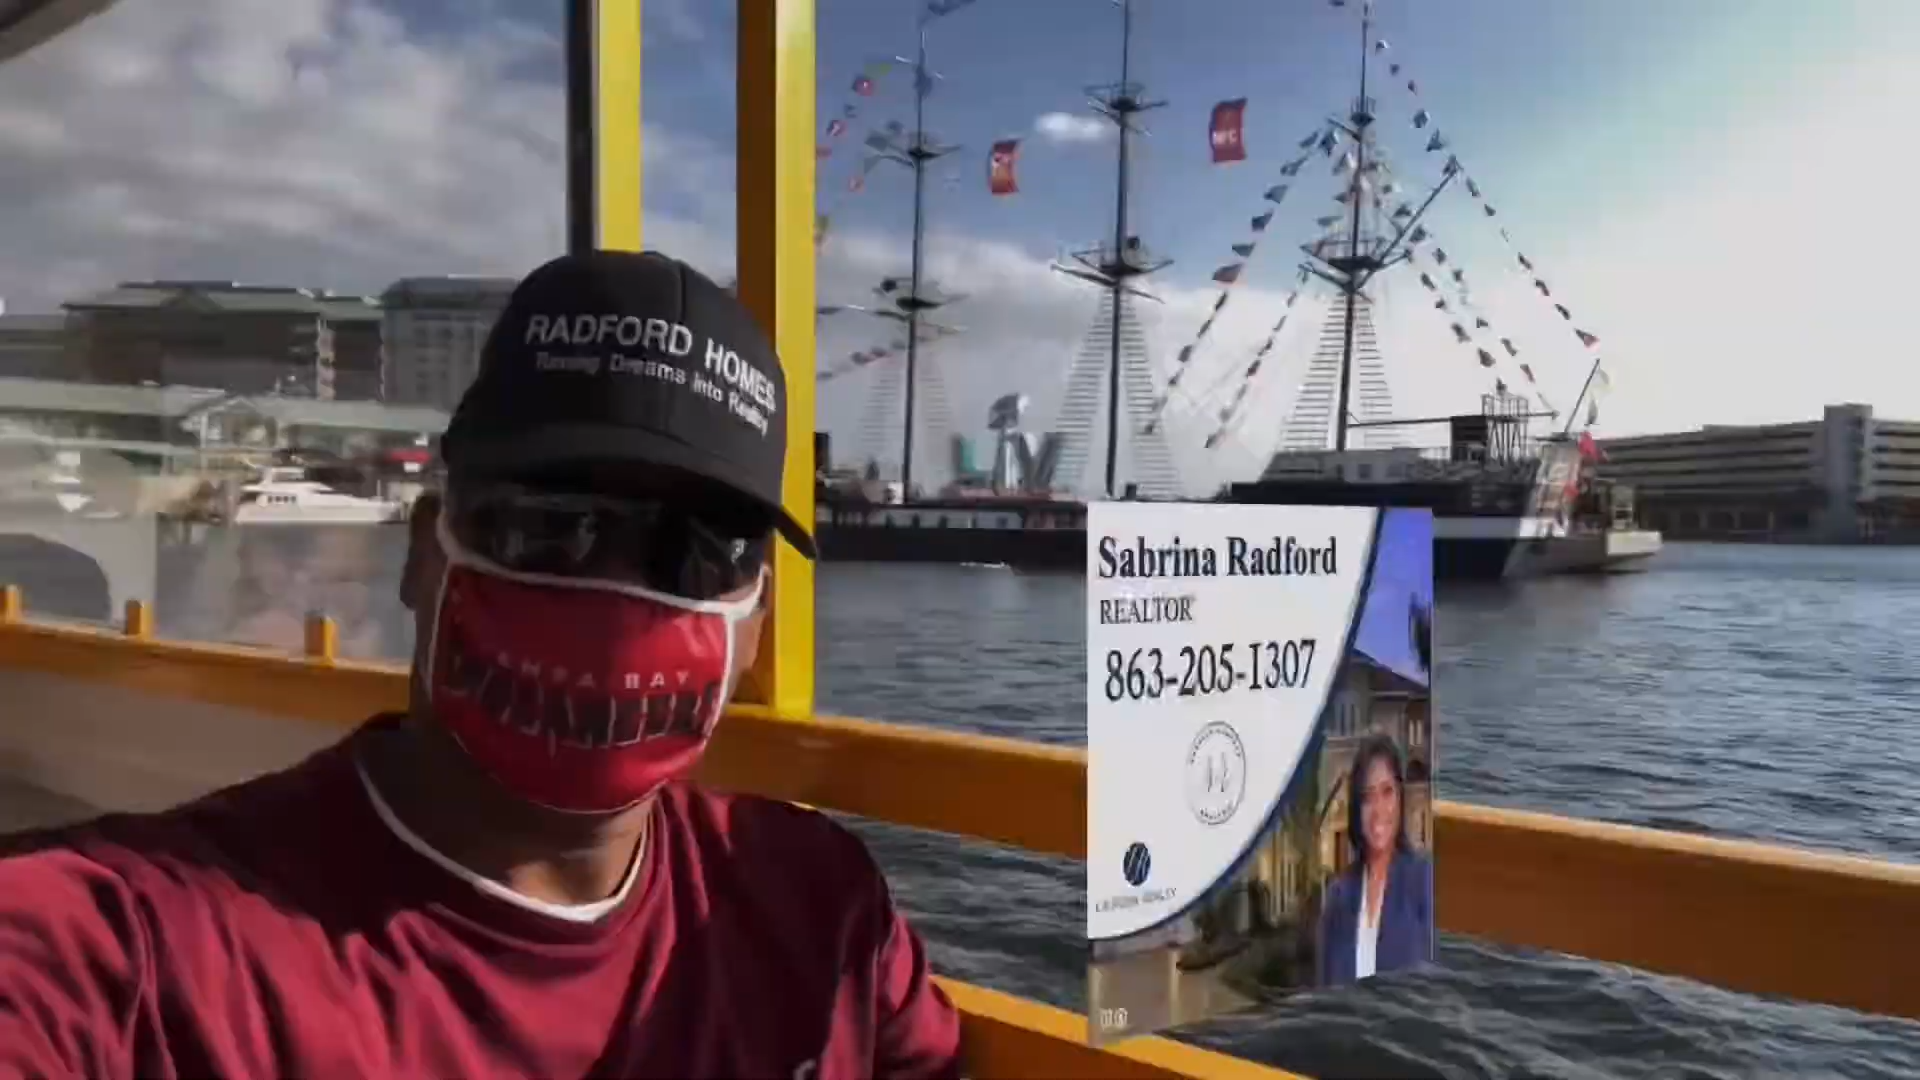 RADFORD HOMES
Turning Dreams Into Reality
TAMPA BAY
Sabrina Radford
REALTOR
863-205-1307